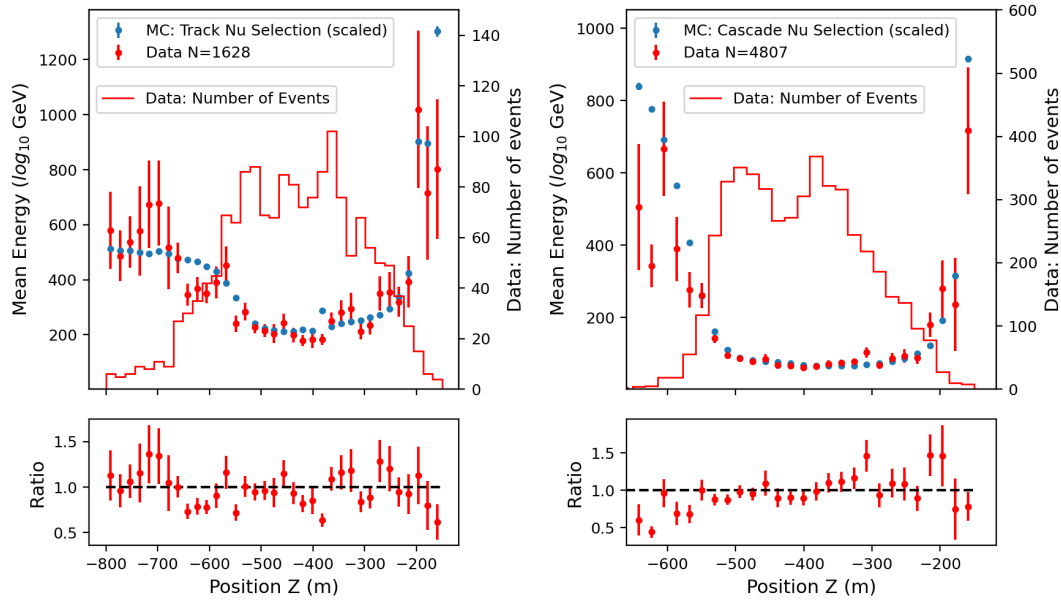 MC: Track Nu Selection (scaled)
Data N=1628
Data: Number of Events
Mean Energy (log10 GeV)
1200
1000
800
600
400
200
140
120
100
80
60
40
20
0
Data: Number of events
Ratio
1.5
1.0
0.5
−800 −700 −600 −500 −400 −300 −200
Position Z (m)
MC: Cascade Nu Selection (scaled)
Data N=4807
Data: Number of Events
Mean Energy (log10 GeV)
1000
800
600
400
200
600
500
400
300
200
100
0
Data: Number of events
Ratio
1.5
1.0
0.5
−600 −500 −400 −300 −200
Position Z (m)